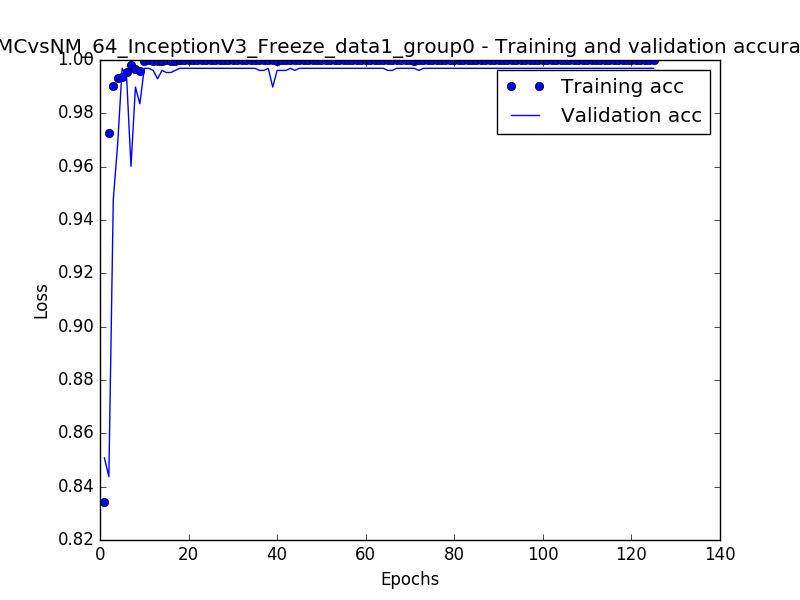 MCvsNM_64_InceptionV3_Freeze_data1_group0 - Training and validation accura
1.00
0.98
0.96
0.94
0.92
0.90
0.88
0.86
0.84
0.82
Loss
Training acc
Validation acc
0 20 40 60 80 100 120 140
Epochs